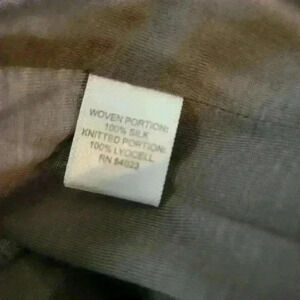 WOVEN PORTION:
100% SILK
KNITTED PORTION:
100% LYOCELL
RN 54023